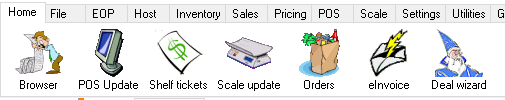 Home File EOP Host Inventory Sales Pricing POS Scale Settings Utilities G
Browser POS Update Shelf tickets Scale update Orders eInvoice Deal wizard